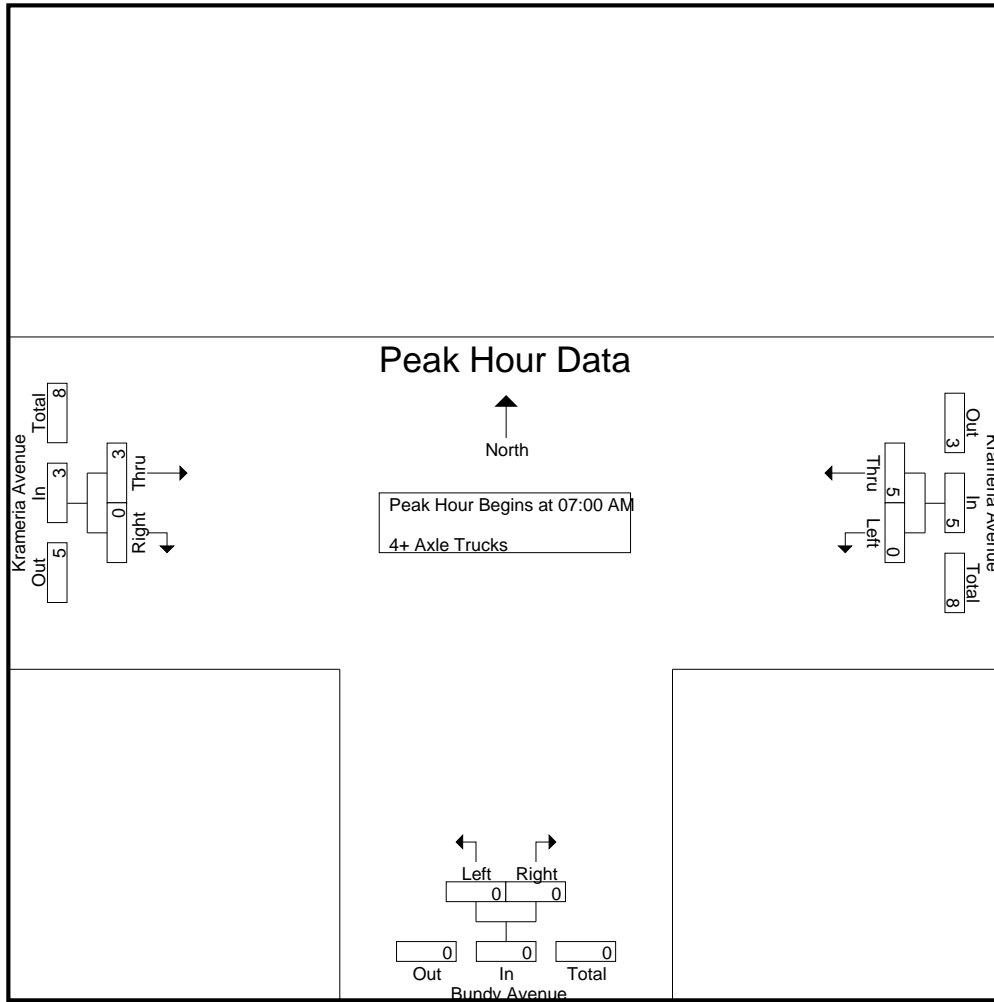 Peak Hour Data
North
Peak Hour Begins at 07:00 AM
4+ Axle Trucks
Krameria Avenue
Total
8
In
3
Out
5
3
Thru
0
Right
Out
3
In
5
Total
8
Krameria Avenue
Thru
5
Left
0
Left
Right
0
0
0
0
0
Out
In
Total
Bundy Avenue